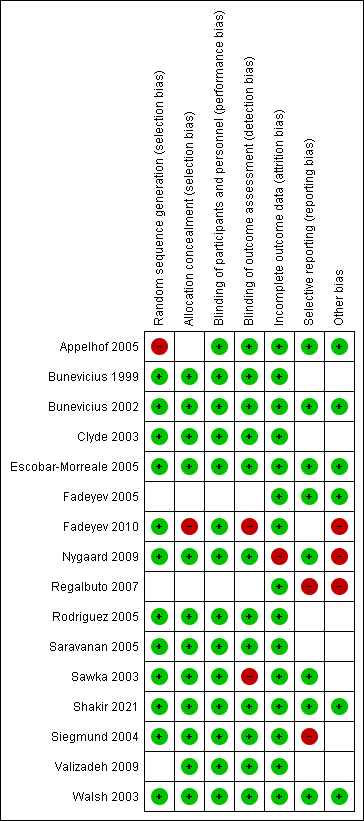 Random sequence generation (selection bias)
Allocation concealment (selection bias)
Blinding of participants and personnel (performance bias)
Blinding of outcome assessment (detection bias)
Incomplete outcome data (attrition bias)
Selective reporting (reporting bias)
Other bias
Appelhof 2005 - + + + + +
Bunevicius 1999 + + + + +
Bunevicius 2002 + + + + + + +
Clyde 2003 + + + + +
Escobar-Morreale 2005 + + + + + + +
Fadeyev 2005 + + +
Fadeyev 2010 + - + - + -
Nygaard 2009 + + + + - + -
Regalbuto 2007 + - -
Rodriguez 2005 + + + + +
Saravanan 2005 + + + + +
Sawka 2003 + + + - + +
Shakir 2021 + + + + + + +
Siegmund 2004 + + + + + -
Valizadeh 2009 + + + +
Walsh 2003 + + + + + + +